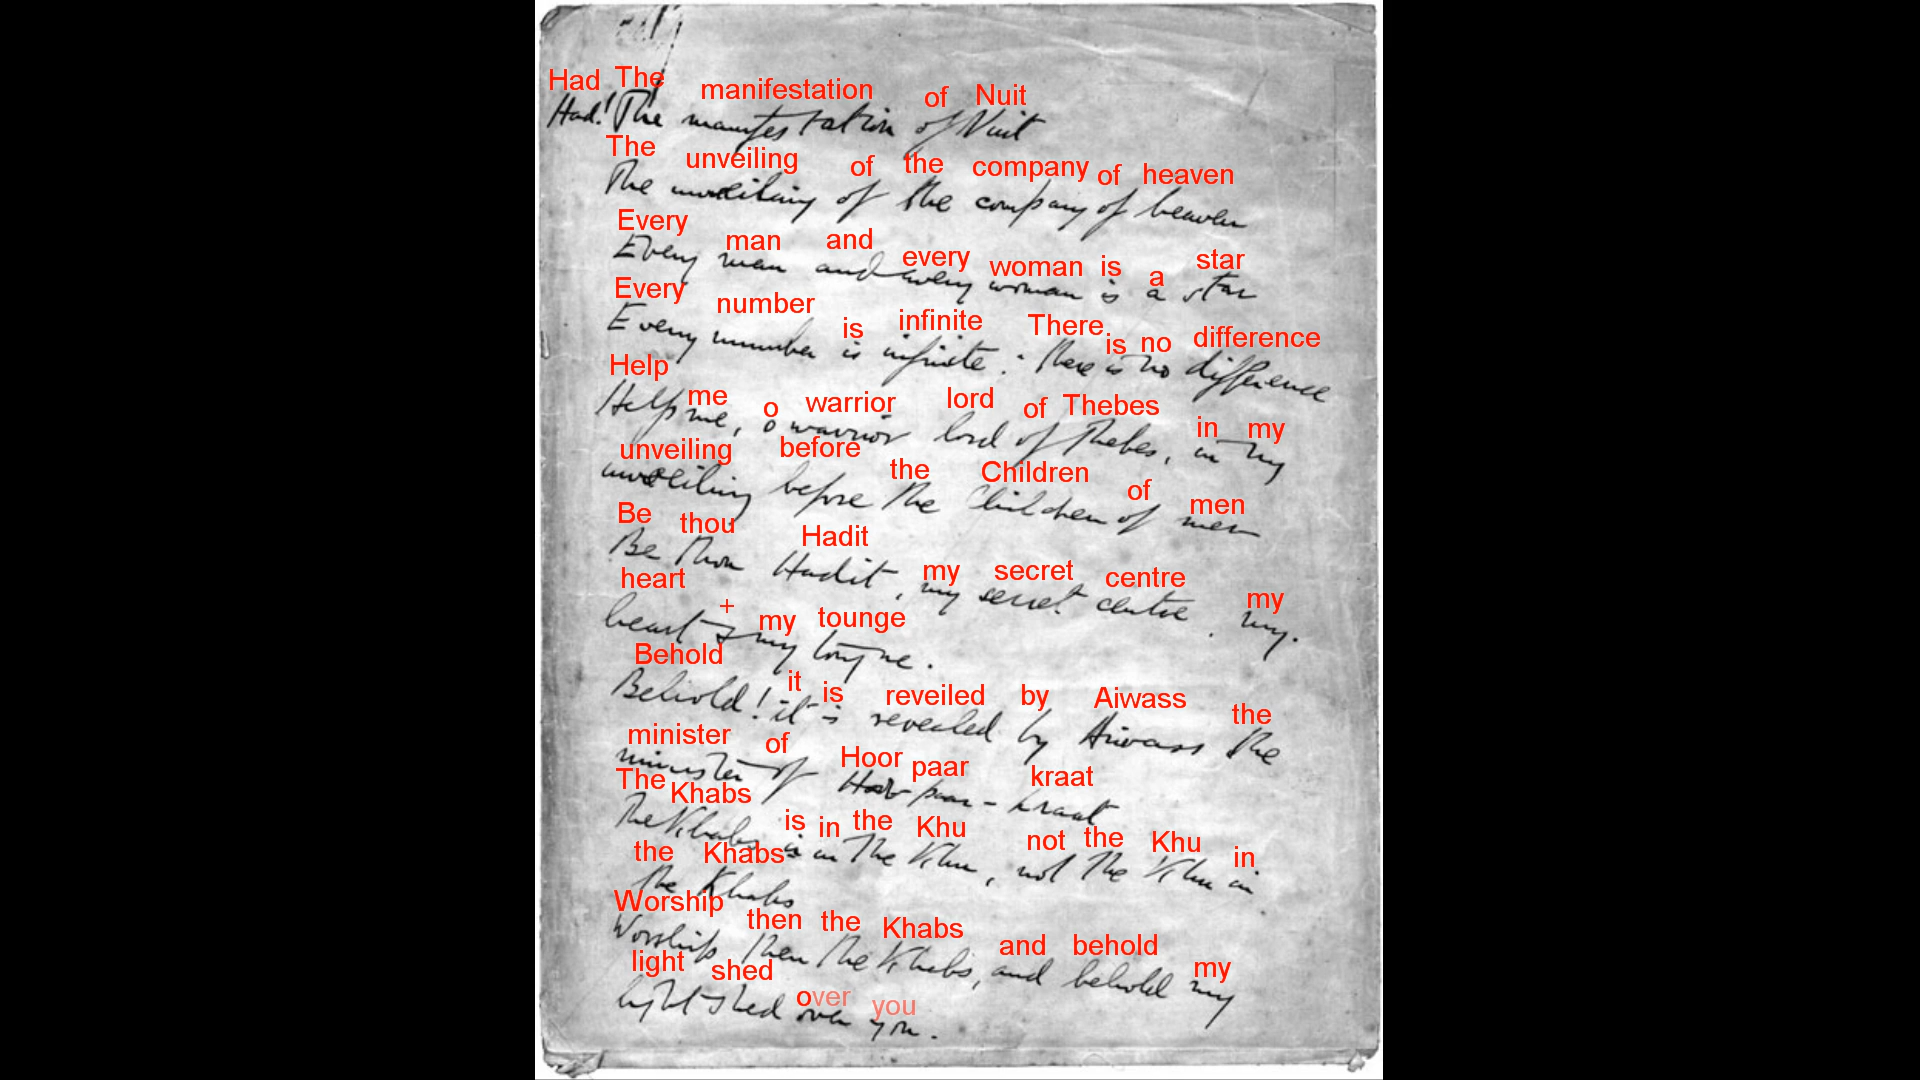 Had The manifestation of Nuit
Had! The manifestation of Nuit
The unveiling of the company of heaven
The unveiling of the company of heaven
Every man and every woman is a star
Every man and every woman is a star
Every number is infinite There is no difference
Every number is infinite : there is no difference
Help me o warrior lord of Thebes in my
Help me, o warrior lord of Thebes, in my
unveiling before the Children of men
unveiling before the Children of men
Be thou Hadit my secret centre my
Be thou Hadit, my secret centre, my
heart + my tounge
heart & my tongue.
Behold it is reveiled by Aiwass the
Behold! it is revealed by Aiwass the
minister of Hoor paar kraat
minister of Hoor-paar-kraat
The Khabs is in the Khu not the Khu in
The Khabs is in the Khu, not the Khu in
the Khabs
the Khabs
Worship then the Khabs and behold my
Worship then the Khabs, and behold my
light shed over you
light shed over you.